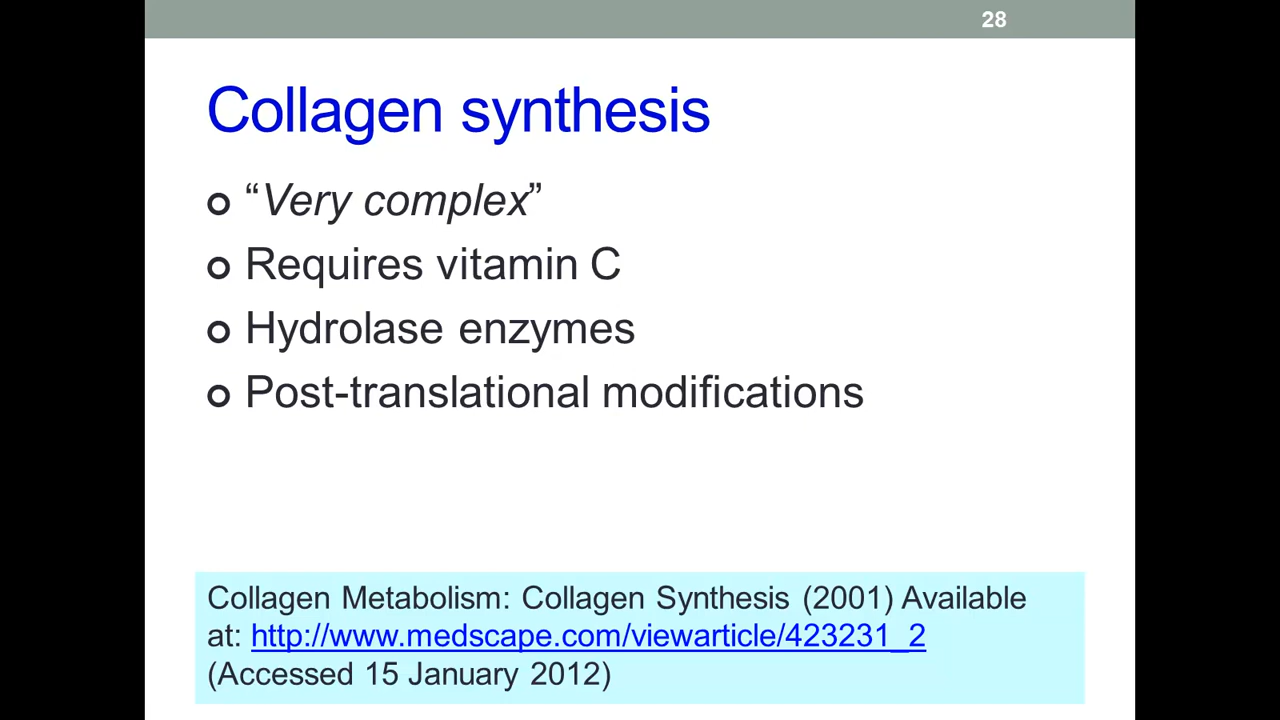 28
Collagen synthesis
“Very complex”
Requires vitamin C
Hydrolase enzymes
Post-translational modifications
Collagen Metabolism: Collagen Synthesis (2001) Available
at: http://www.medscape.com/viewarticle/423231_2
(Accessed 15 January 2012)